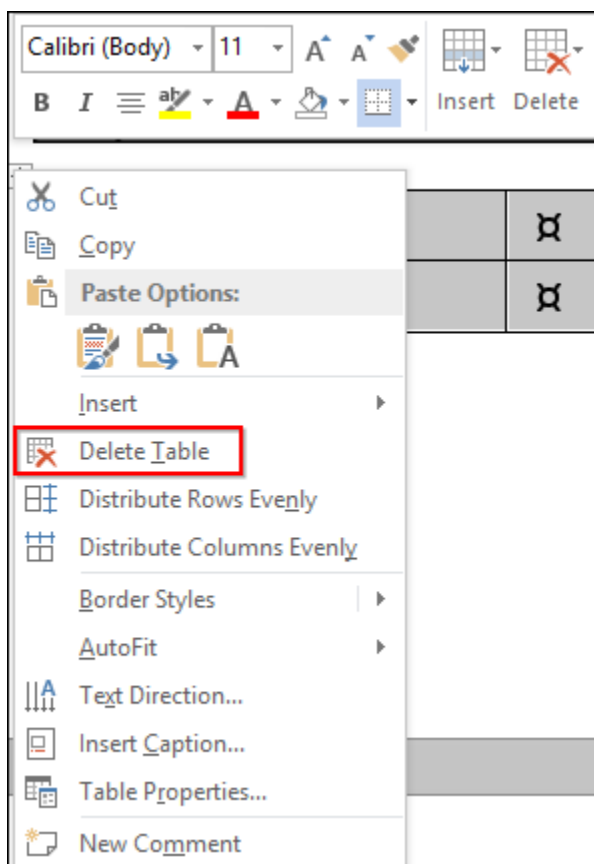 Calibri (Body) 11 A A
B I ab A Insert Delete
Cut
¤
Copy
Paste Options:
¤
A
Insert
Delete Table
Distribute Rows Evenly
Distribute Columns Evenly
Border Styles
AutoFit
A Text Direction...
Insert Caption...
Table Properties...
New Comment